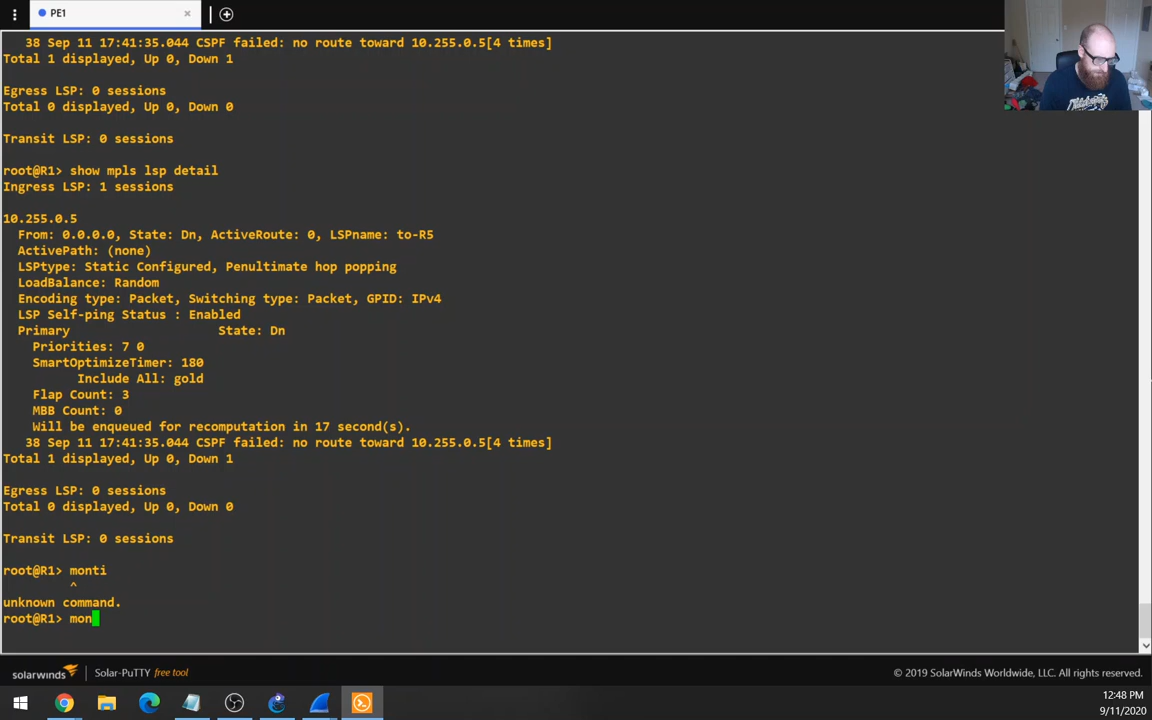 PE1
38 Sep 11 17:41:35.044 CSPF failed: no route toward 10.255.0.5[4 times]
Total 1 displayed, Up 0, Down 1
Egress LSP: 0 sessions
Total 0 displayed, Up 0, Down 0
Transit LSP: 0 sessions
root@R1> show mpls lsp detail
Ingress LSP: 1 sessions
10.255.0.5
From: 0.0.0.0, State: Dn, ActiveRoute: 0, LSPname: to-R5
ActivePath: (none)
LSPtype: Static Configured, Penultimate hop popping
LoadBalance: Random
Encoding type: Packet, Switching type: Packet, GPID: IPv4
LSP Self-ping Status : Enabled
Primary State: Dn
Priorities: 7 0
SmartOptimizeTimer: 180
Include All: gold
Flap Count: 3
MBB Count: 0
Will be enqueued for recomputation in 17 second(s).
38 Sep 11 17:41:35.044 CSPF failed: no route toward 10.255.0.5[4 times]
Total 1 displayed, Up 0, Down 1
Egress LSP: 0 sessions
Total 0 displayed, Up 0, Down 0
Transit LSP: 0 sessions
root@R1> monti
^
unknown command.
root@R1> mon
solarwinds Solar-PuTTY free tool © 2019 SolarWinds Worldwide, LLC. All rights reserved.
12:48 PM
9/11/2020